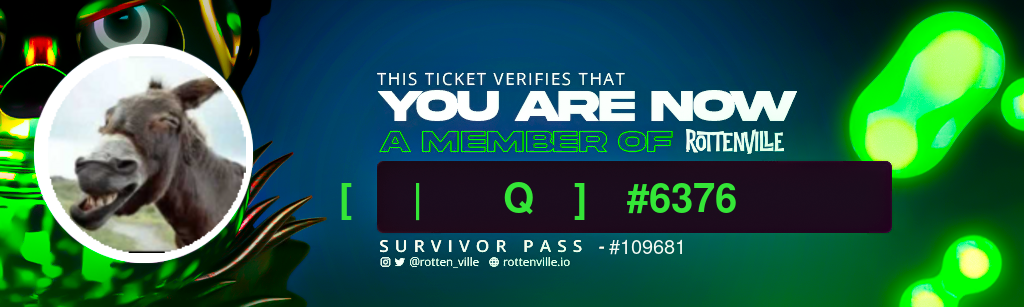 THIS TICKET VERIFIES THAT
YOU ARE NOW
A MEMBER OF ROTTENVILLE
[ | Q ] #6376
SURVIVOR PASS - #109681
@rotten_ville rottenville.io